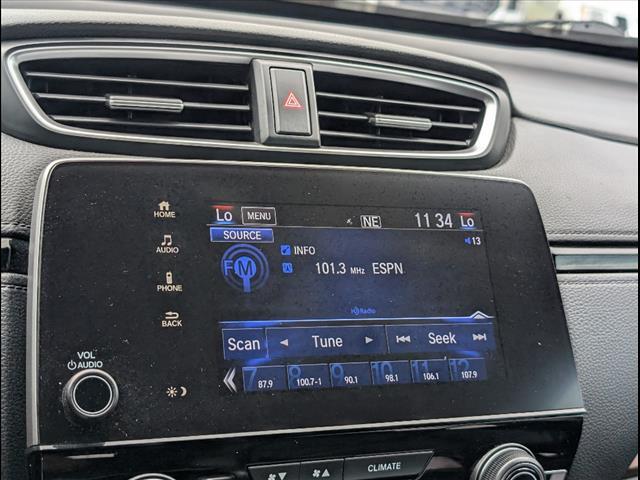 HOME
AUDIO
PHONE
BACK
VOL
AUDIO
Lo MENU NE 11 34 Lo
SOURCE 13
FM
INFO
101.3 MHz ESPN
HD Radio
Scan Tune Seek
7 8 9 10 11 12
87.9 100.7-1 90.1 98.1 106.1 107.9
CLIMATE